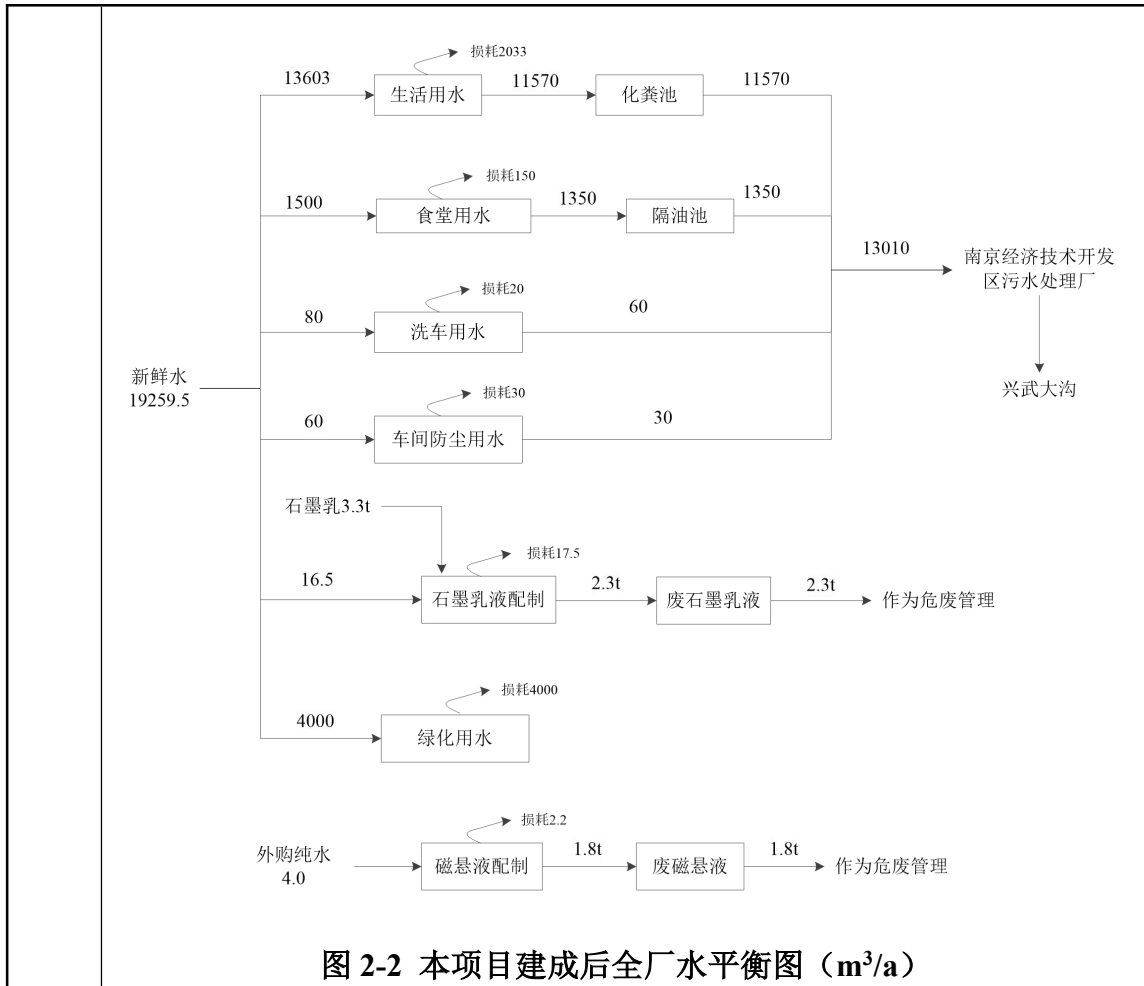 损耗2033
13603
生活用水
11570
化粪池
11570
损耗150
1500
食堂用水
1350
隔油池
1350
13010
南京经济技术开发
区污水处理厂
损耗20
80
洗车用水
60
新鲜水
19259.5
兴武大沟
损耗30
60
车间防尘用水
30
石墨乳3.3t
损耗17.5
16.5
石墨乳液配制
2.3t
废石墨乳液
2.3t
作为危废管理
损耗4000
4000
绿化用水
损耗2.2
外购纯水
4.0
磁悬液配制
1.8t
废磁悬液
1.8t
作为危废管理
图 2-2 本项目建成后全厂水平衡图（m³/a）